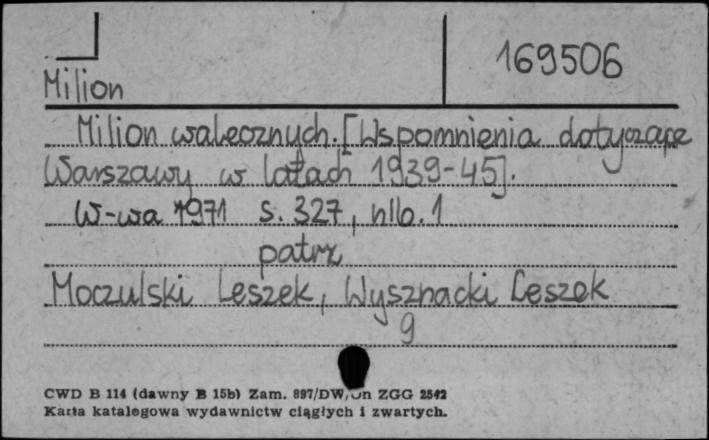 169506
Milion
Milion walecznych. [Wspomnienia dotyczące
Warszawy w latach 1939-45].
W-wa 1971 s. 327, nlb. 1
patrz
Moczulski Leszek, Wysznacki Leszek
9
CWD B 114 (dawny B 15b) Zam. 897/DW/Jn ZGG 2542
Karta katalogowa wydawnictw ciągłych i zwartych.